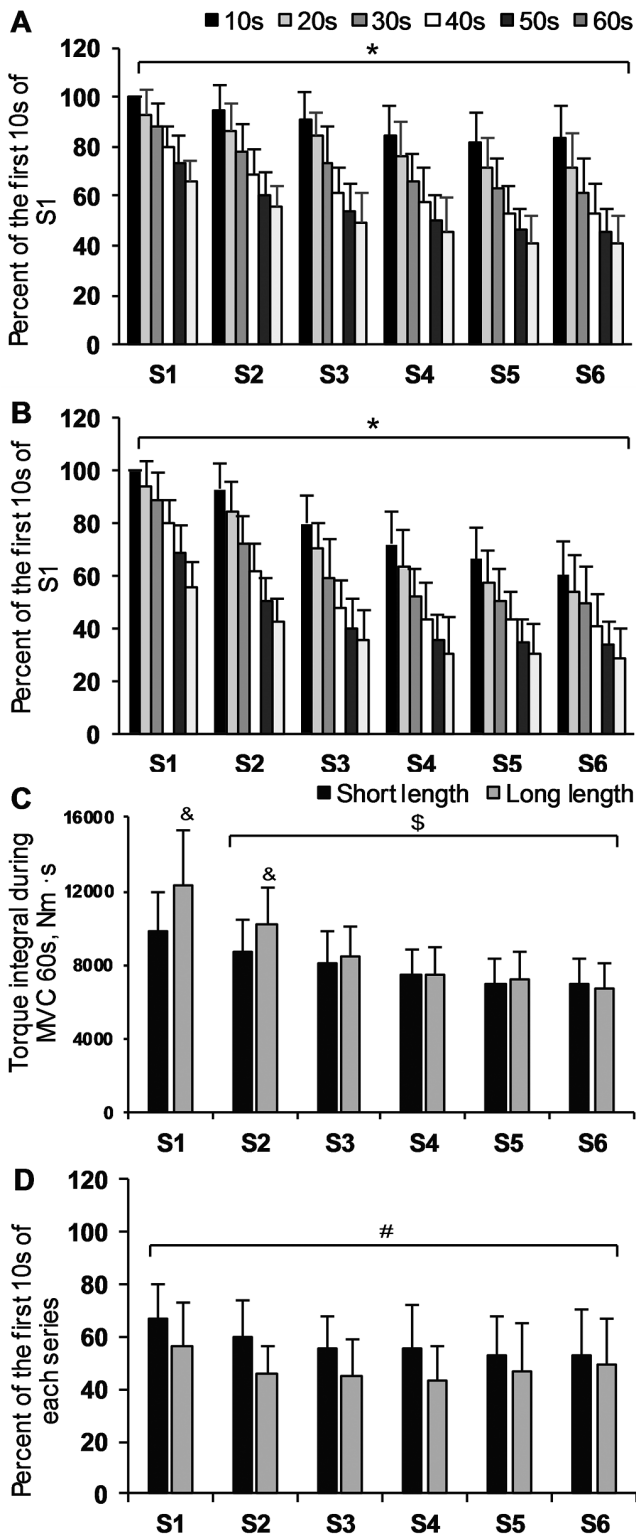 A
10s 20s 30s 40s 50s 60s
Percent of the first 10s of
S1
120
100
80
60
40
20
0
*
S1 S2 S3 S4 S5 S6
B
Percent of the first 10s of
S1
120
100
80
60
40
20
0
*
S1 S2 S3 S4 S5 S6
C
Short length Long length
Torque integral during
MVC 60s, Nm·s
16000
12000
8000
4000
0
&
&
$
S1 S2 S3 S4 S5 S6
D
Percent of the first 10s of
each series
120
100
80
60
40
20
0
#
S1 S2 S3 S4 S5 S6